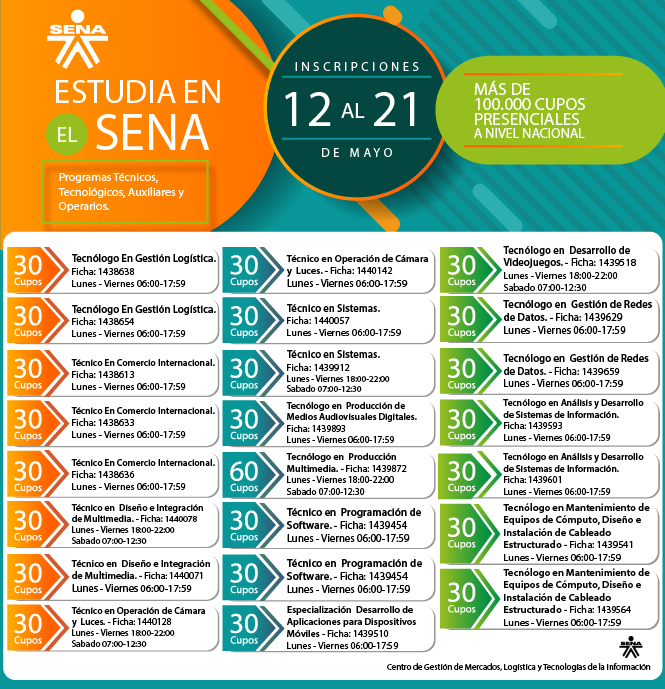 SENA
ESTUDIA EN
EL SENA
Programas Técnicos,
Tecnológicos, Auxiliares y
Operarios.
INSCRIPCIONES
12 AL 21
DE MAYO
MÁS DE
100.000 CUPOS
PRESENCIALES
A NIVEL NACIONAL
30
Cupos
Tecnólogo En Gestión Logística.
Ficha: 1438638
Lunes - Viernes 06:00-17:59
30
Cupos
Tecnólogo En Gestión Logística.
Ficha: 1438654
Lunes - Viernes 06:00-17:59
30
Cupos
Técnico En Comercio Internacional.
Ficha: 1438613
Lunes - Viernes 06:00-17:59
30
Cupos
Técnico En Comercio Internacional.
Ficha: 1438633
Lunes - Viernes 06:00-17:59
30
Cupos
Técnico En Comercio Internacional.
Ficha: 1438636
Lunes - Viernes 06:00-17:59
30
Cupos
Técnico en Diseño e Integración
de Multimedia. - Ficha: 1440078
Lunes - Viernes 18:00-22:00
Sabado 07:00-12:30
30
Cupos
Técnico en Diseño e Integración
de Multimedia. - Ficha: 1440071
Lunes - Viernes 06:00-17:59
30
Cupos
Técnico en Operación de Cámara
y Luces. - Ficha: 1440128
Lunes - Viernes 18:00-22:00
Sabado 07:00-12:30
30
Cupos
Técnico en Operación de Cámara
y Luces. - Ficha: 1440142
Lunes - Viernes 06:00-17:59
30
Cupos
Técnico en Sistemas.
Ficha: 1440057
Lunes - Viernes 06:00-17:59
30
Cupos
Técnico en Sistemas.
Ficha: 1439912
Lunes - Viernes 18:00-22:00
Sabado 07:00-12:30
30
Cupos
Tecnólogo en Producción de
Medios Audiovisuales Digitales.
Ficha: 1439893
Lunes - Viernes 06:00-17:59
60
Cupos
Tecnólogo en Producción
Multimedia. - Ficha: 1439872
Lunes - Viernes 18:00-22:00
Sabado 07:00-12:30
30
Cupos
Técnico en Programación de
Software. - Ficha: 1439454
Lunes - Viernes 06:00-17:59
30
Cupos
Técnico en Programación de
Software. - Ficha: 1439454
Lunes - Viernes 06:00-17:59
30
Cupos
Especialización Desarrollo de
Aplicaciones para Dispositivos
Móviles - Ficha: 1439510
Lunes - Viernes 06:00-17:59
30
Cupos
Tecnólogo en Desarrollo de
Videojuegos. - Ficha: 1439518
Lunes - Viernes 18:00-22:00
Sabado 07:00-12:30
30
Cupos
Tecnólogo en Gestión de Redes
de Datos. - Ficha: 1439629
Lunes - Viernes 06:00-17:59
30
Cupos
Tecnólogo en Gestión de Redes
de Datos. - Ficha: 1439659
Lunes - Viernes 06:00-17:59
30
Cupos
Tecnólogo en Análisis y Desarrollo
de Sistemas de Información.
Ficha: 1439593
Lunes - Viernes 06:00-17:59
30
Cupos
Tecnólogo en Análisis y Desarrollo
de Sistemas de Información.
Ficha: 1439601
Lunes - Viernes 06:00-17:59
30
Cupos
Tecnólogo en Mantenimiento de
Equipos de Cómputo, Diseño e
Instalación de Cableado
Estructurado - Ficha: 1439541
Lunes - Viernes 06:00-17:59
30
Cupos
Tecnólogo en Mantenimiento de
Equipos de Cómputo, Diseño e
Instalación de Cableado
Estructurado - Ficha: 1439564
Lunes - Viernes 06:00-17:59
SENA
Centro de Gestión de Mercados, Logística y Tecnologías de la Información